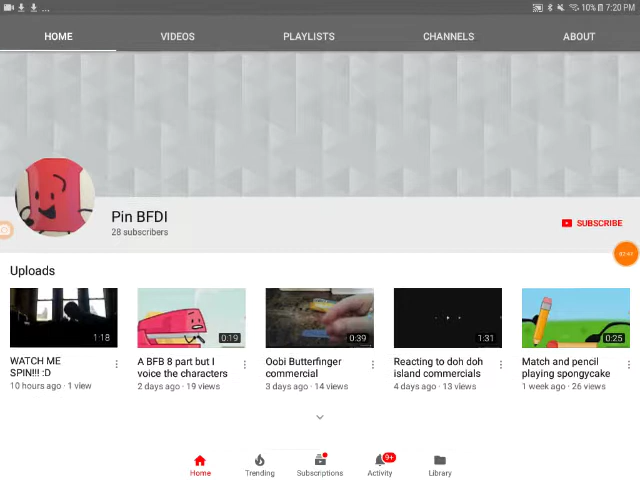 ... 10% 7:20 PM
HOME VIDEOS PLAYLISTS CHANNELS ABOUT
Pin BFDI
28 subscribers
SUBSCRIBE
Uploads
1:18 0:19 0:39 1:31 0:25
WATCH ME SPIN!!! :D
10 hours ago · 1 view
A BFB 8 part but I voice the characters
2 days ago · 19 views
Oobi Butterfinger commercial
3 days ago · 14 views
Reacting to doh doh island commercials
4 days ago · 13 views
Match and pencil playing spongycake
1 week ago · 26 views
9+
Home Trending Subscriptions Activity Library